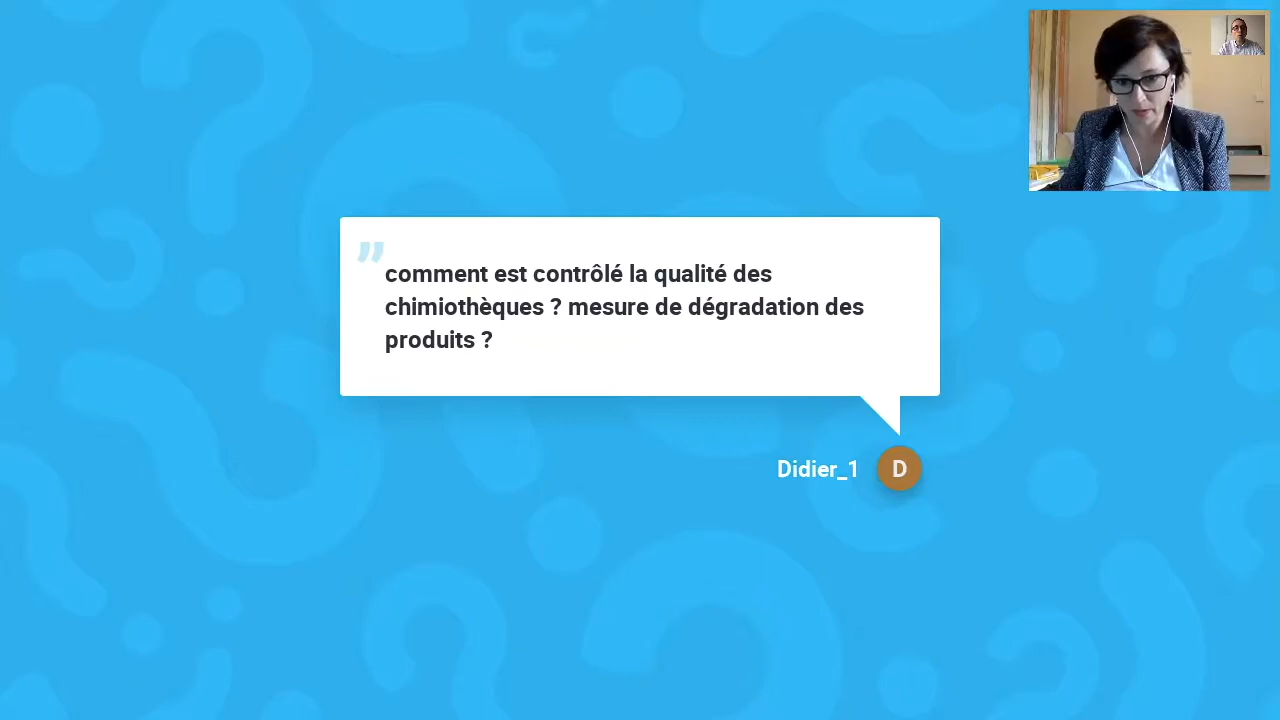 comment est contrôlé la qualité des
chimiothèques ? mesure de dégradation des
produits ?
Didier_1
D